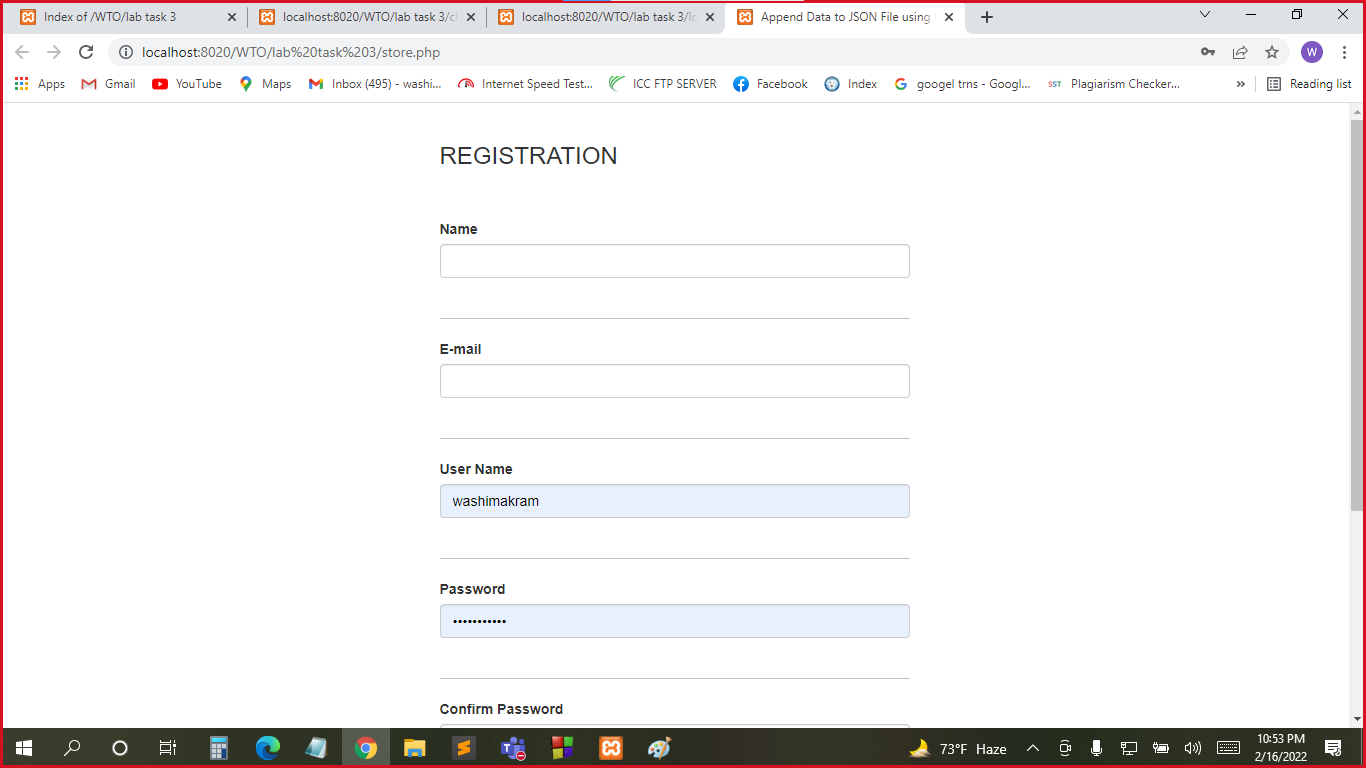 Index of /WTO/lab task 3
localhost:8020/WTO/lab task 3/c
localhost:8020/WTO/lab task 3/lo
Append Data to JSON File using
localhost:8020/WTO/lab%20task%203/store.php
W
Apps
Gmail
YouTube
Maps
Inbox (495) - washi...
Internet Speed Test...
ICC FTP SERVER
Facebook
Index
googel trns - Googl...
SST
Plagiarism Checker...
»
Reading list
REGISTRATION
Name
E-mail
User Name
washimakram
Password
•••••••••••
Confirm Password
73°F Haze
10:53 PM
2/16/2022